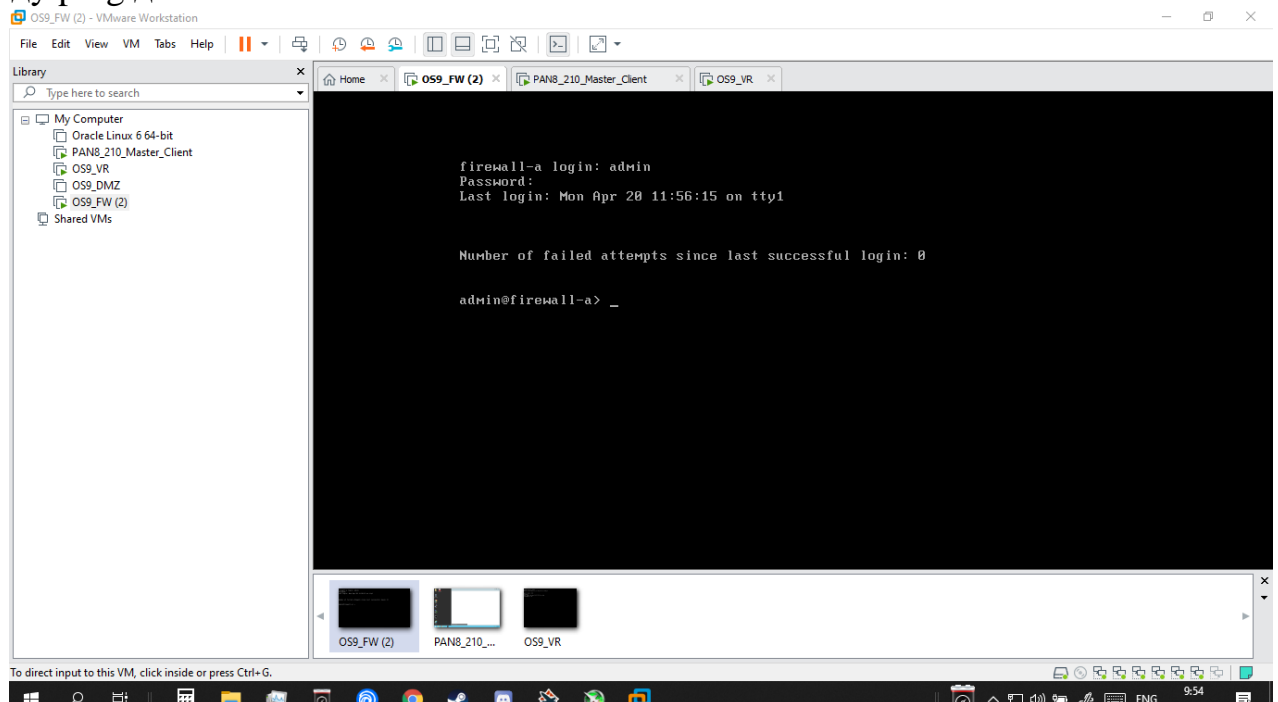 OS9_FW (2) - VMware Workstation
File Edit View VM Tabs Help
Library
Type here to search
My Computer
Oracle Linux 6 64-bit
PAN8_210_Master_Client
OS9_VR
OS9_DMZ
OS9_FW (2)
Shared VMs
Home
OS9_FW (2)
PAN8_210_Master_Client
OS9_VR
firewall-a login: admin
Password:
Last login: Mon Apr 20 11:56:15 on tty1
Number of failed attempts since last successful login: 0
admin@firewall-a> _
OS9_FW (2)
PAN8_210_...
OS9_VR
To direct input to this VM, click inside or press Ctrl+G.
ENG
9:54